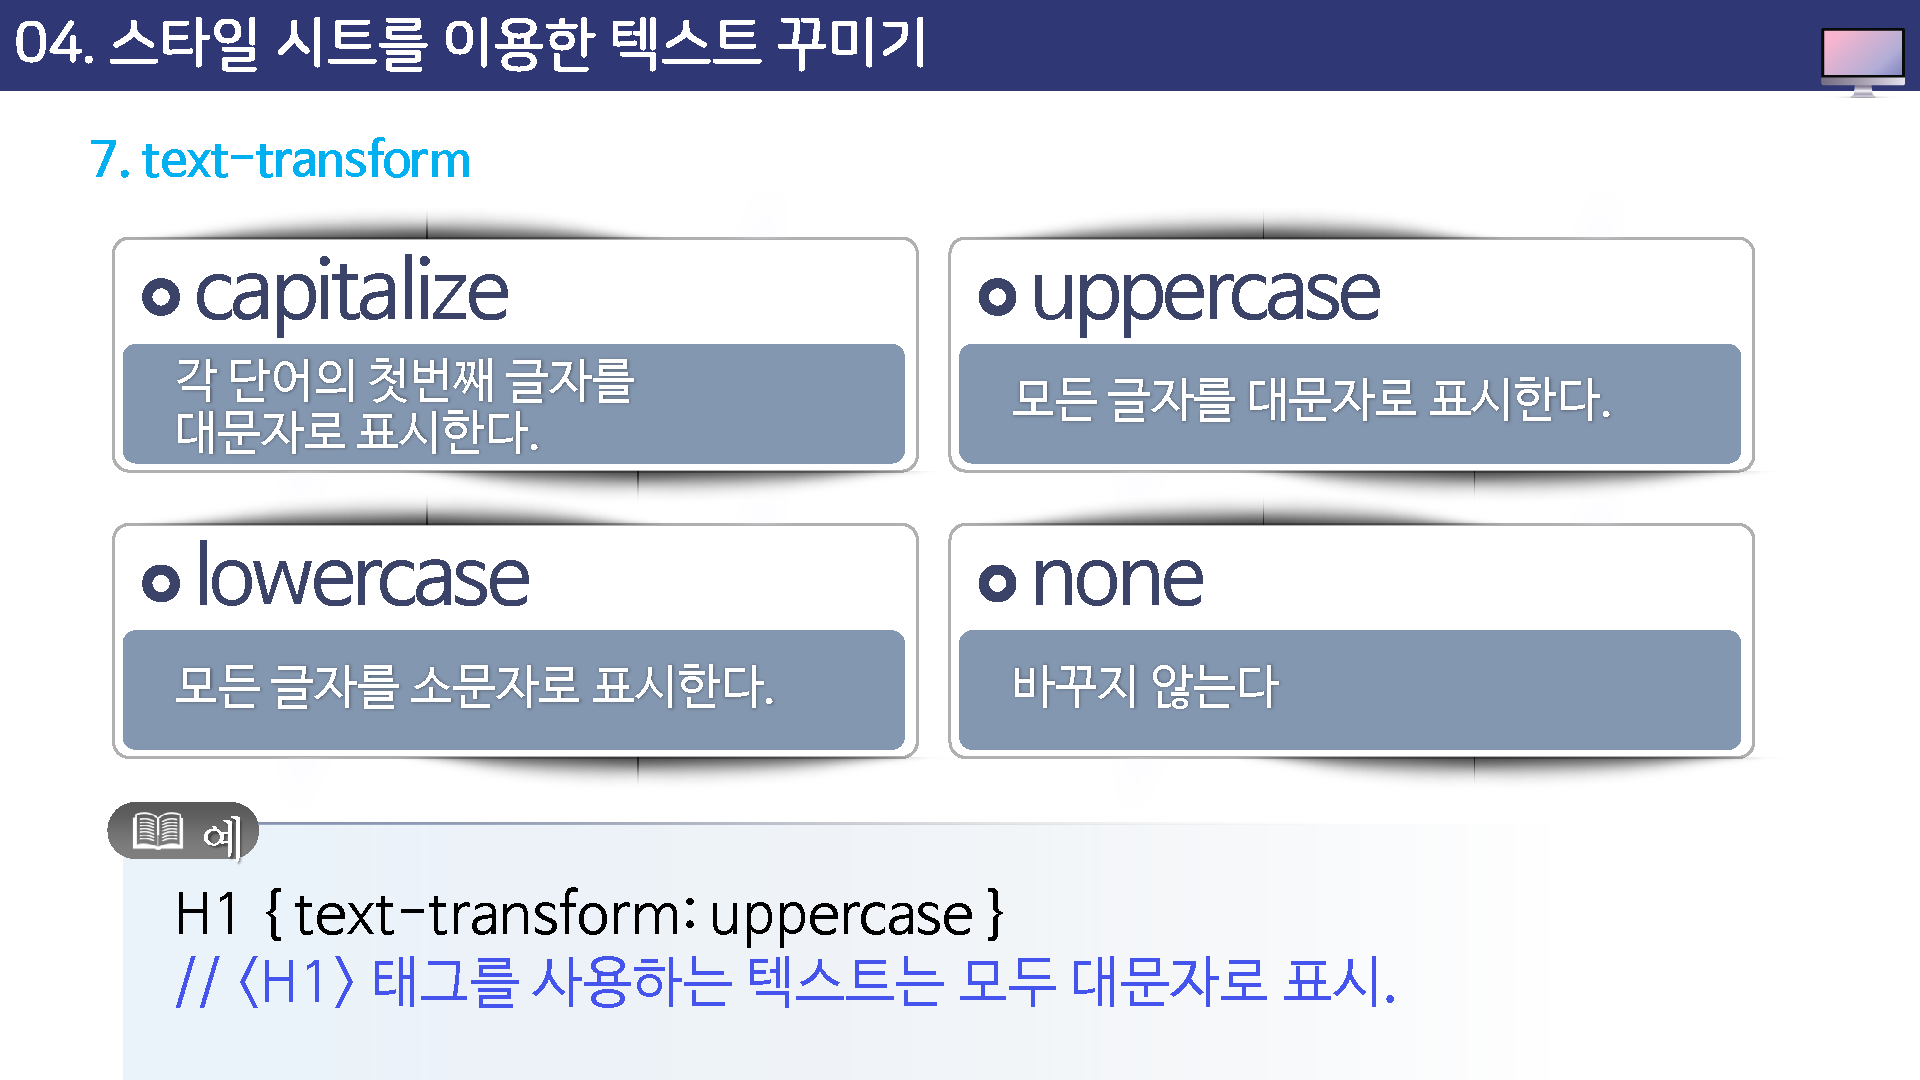 04. 스타일 시트를 이용한 텍스트 꾸미기
7. text-transform
capitalize
각 단어의 첫번째 글자를
대문자로 표시한다.
uppercase
모든 글자를 대문자로 표시한다.
lowercase
모든 글자를 소문자로 표시한다.
none
바꾸지 않는다
예
H1 { text-transform: uppercase }
// <H1> 태그를 사용하는 텍스트는 모두 대문자로 표시.